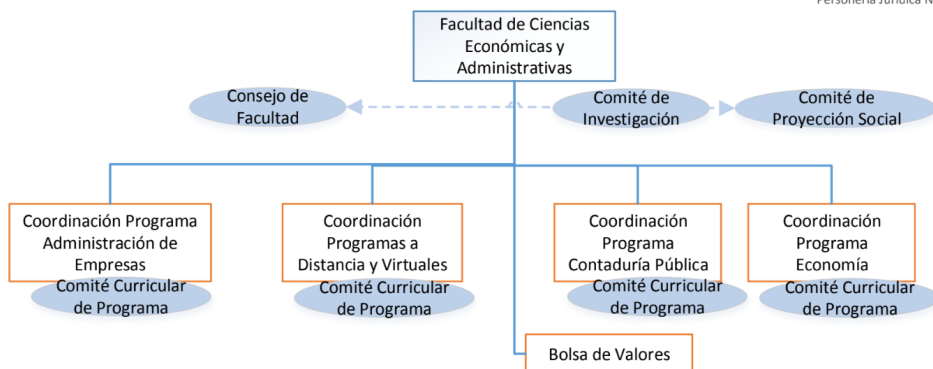 Personería Jurídica N
Facultad de Ciencias
Económicas y
Administrativas
Consejo de
Facultad
Comité de
Investigación
Comité de
Proyección Social
Coordinación Programa
Administración de
Empresas
Comité Curricular
de Programa
Coordinación
Programas a
Distancia y Virtuales
Comité Curricular
de Programa
Coordinación
Programa
Contaduría Pública
Comité Curricular
de Programa
Coordinación
Programa
Economía
Comité Curricular
de Programa
Bolsa de Valores